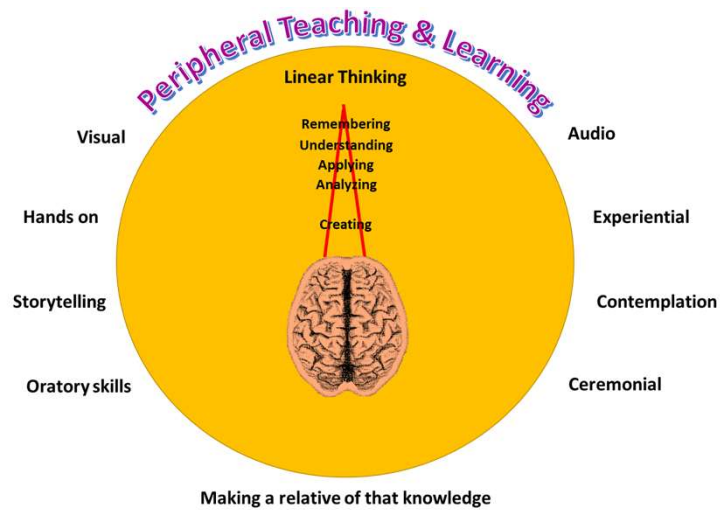 Peripheral Teaching & Learning
Linear Thinking
Remembering
Understanding
Applying
Analyzing
Creating
Visual
Hands on
Storytelling
Oratory skills
Audio
Experiential
Contemplation
Ceremonial
Making a relative of that knowledge